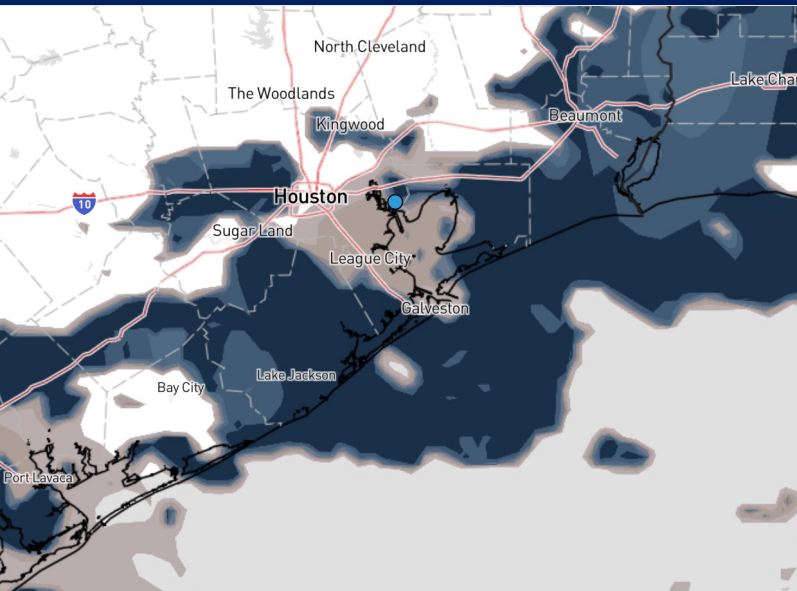 North Cleveland
Lake Char
The Woodlands
Beaumont
Kingwood
Houston
10
Sugar Land
League City
Galveston
Lake Jackson
Bay City
Port Lavaca